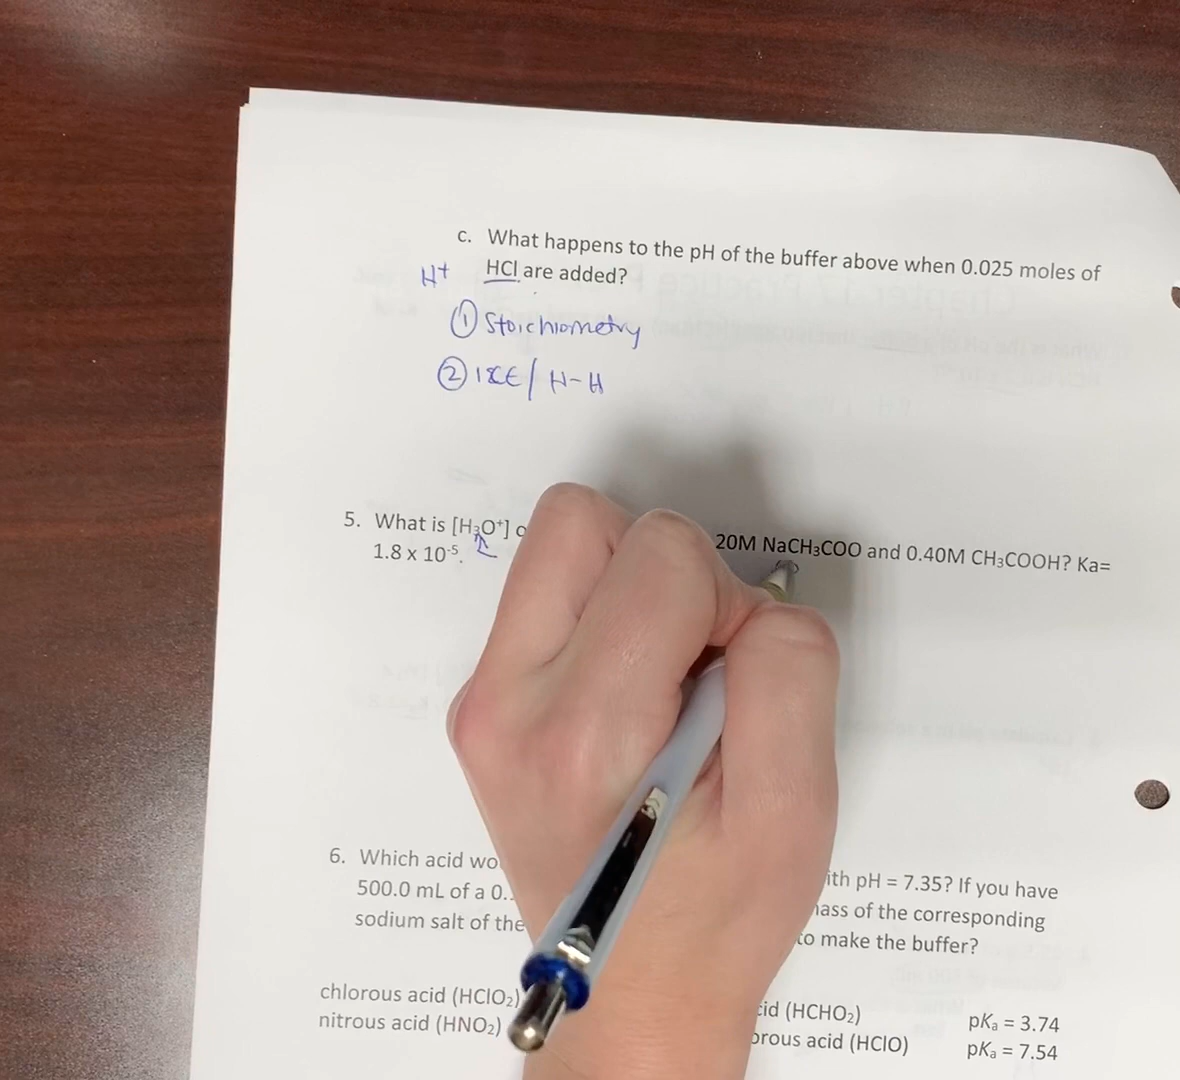 c. What happens to the pH of the buffer above when 0.025 moles of
H+ HCl are added?
① Stoichiometry
② ICE / H-H
5. What is [H₃O⁺] 20M NaCH₃COO and 0.40M CH₃COOH? Ka=
1.8 x 10⁻⁵.
6. Which acid ith pH = 7.35? If you have
500.0 mL of a 0. ass of the corresponding
sodium salt of the to make the buffer?
chlorous acid (HClO₂) cid (HCHO₂) pKₐ = 3.74
nitrous acid (HNO₂) orous acid (HClO) pKₐ = 7.54